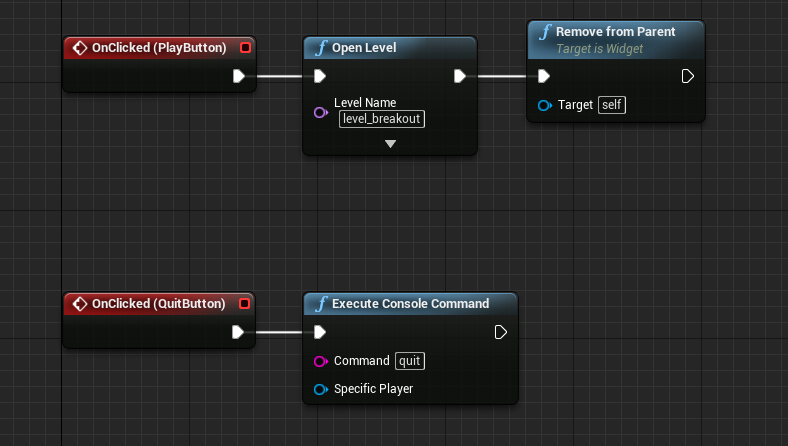 OnClicked (PlayButton)
f Open Level
Level Name
level_breakout
f Remove from Parent
Target is Widget
Target self
OnClicked (QuitButton)
f Execute Console Command
Command quit
Specific Player